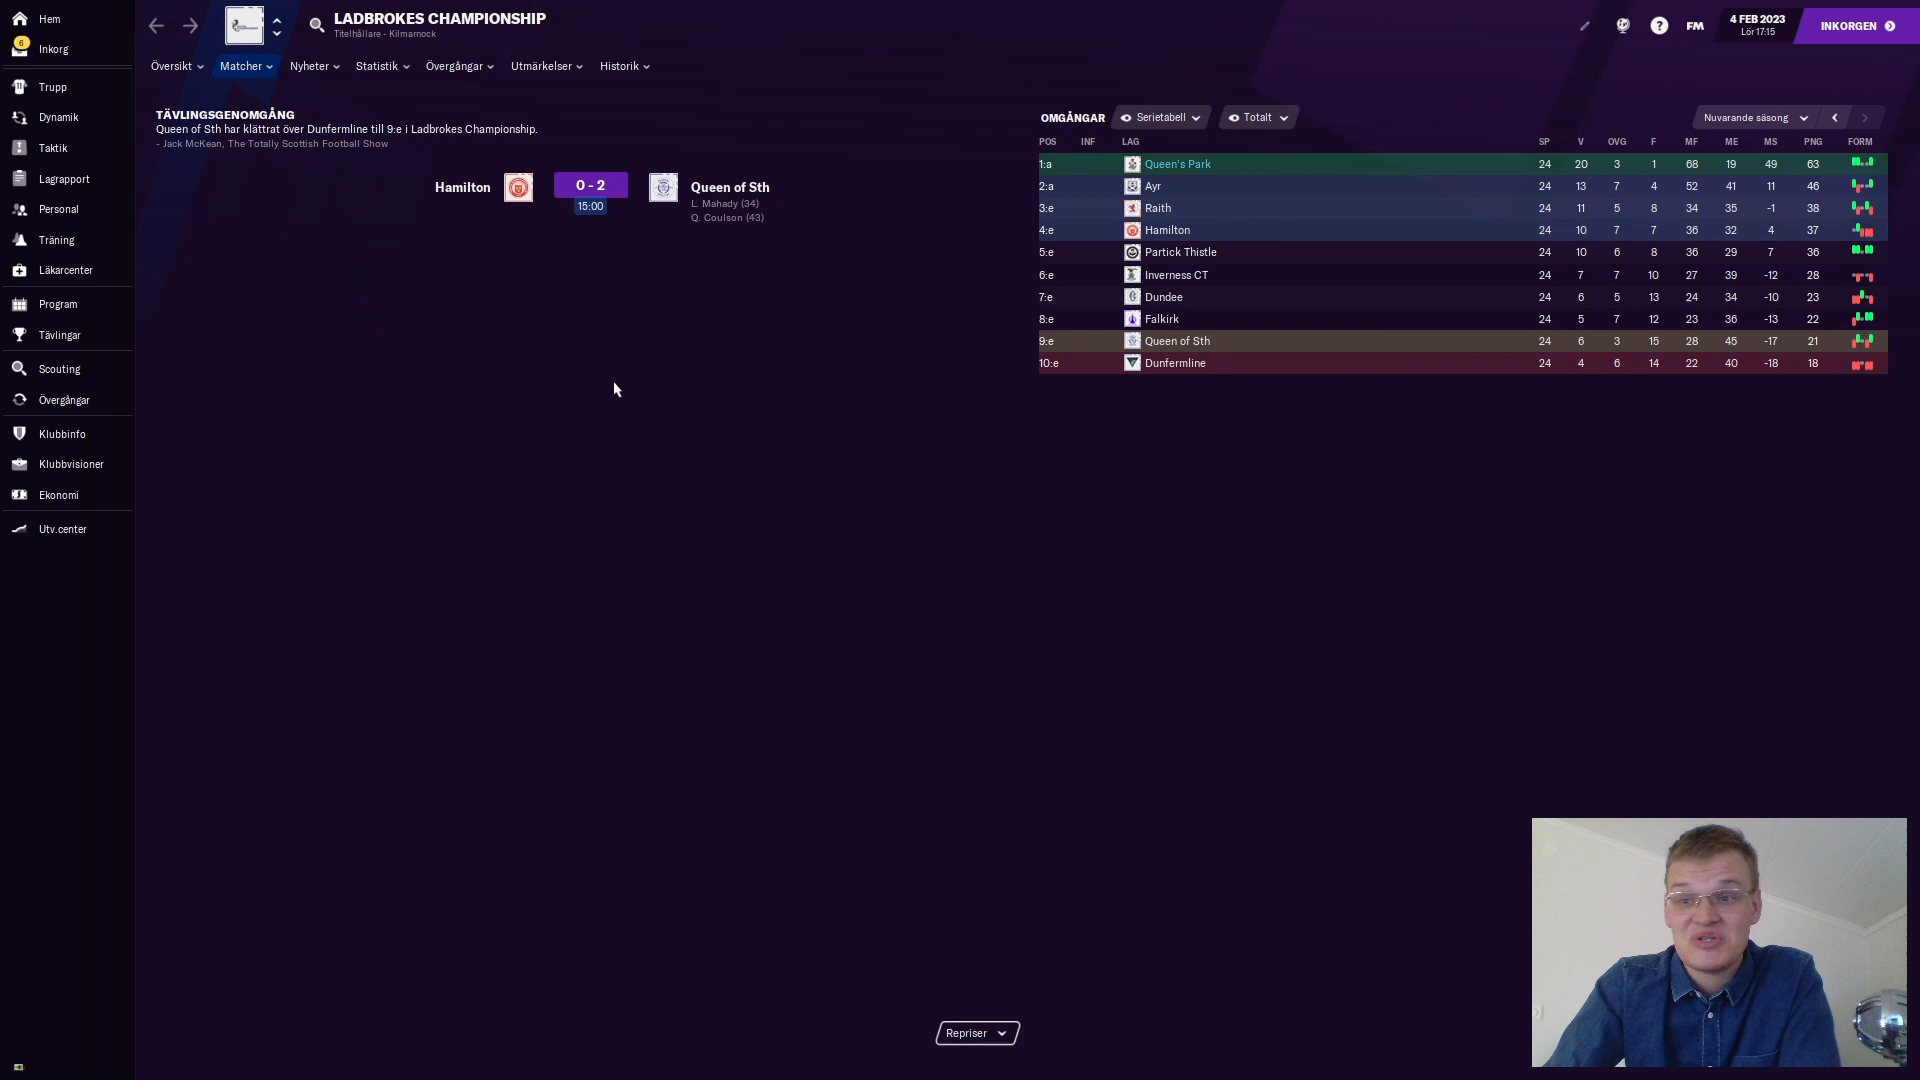 Hem
6
Inkorg
Trupp
Dynamik
Taktik
Lagrapport
Personal
Träning
Läkarcenter
Program
Tävlingar
Scouting
Övergångar
Klubbinfo
Klubbvisioner
Ekonomi
Utv.center
LADBROKES CHAMPIONSHIP
Titelhållare - Kilmarnock
FM
4 FEB 2023
Lör 17:15
INKORGEN
Översikt
Matcher
Nyheter
Statistik
Övergångar
Utmärkelser
Historik
TÄVLINGSGENOMGÅNG
Queen of Sth har klättrat över Dunfermline till 9:e i Ladbrokes Championship.
- Jack McKean, The Totally Scottish Football Show
Hamilton 0 - 2 Queen of Sth
15:00
L. Mahady (34)
Q. Coulson (43)
OMGÅNGAR Serietabell Totalt Nuvarande säsong
POS INF LAG SP V OVG F MF ME MS PNG FORM
1:a Queen's Park 24 20 3 1 68 19 49 63
2:a Ayr 24 13 7 4 52 41 11 46
3:e Raith 24 11 5 8 34 35 -1 38
4:e Hamilton 24 10 7 7 36 32 4 37
5:e Partick Thistle 24 10 6 8 36 29 7 36
6:e Inverness CT 24 7 7 10 27 39 -12 28
7:e Dundee 24 6 5 13 24 34 -10 23
8:e Falkirk 24 5 7 12 23 36 -13 22
9:e Queen of Sth 24 6 3 15 28 45 -17 21
10:e Dunfermline 24 4 6 14 22 40 -18 18
Repriser